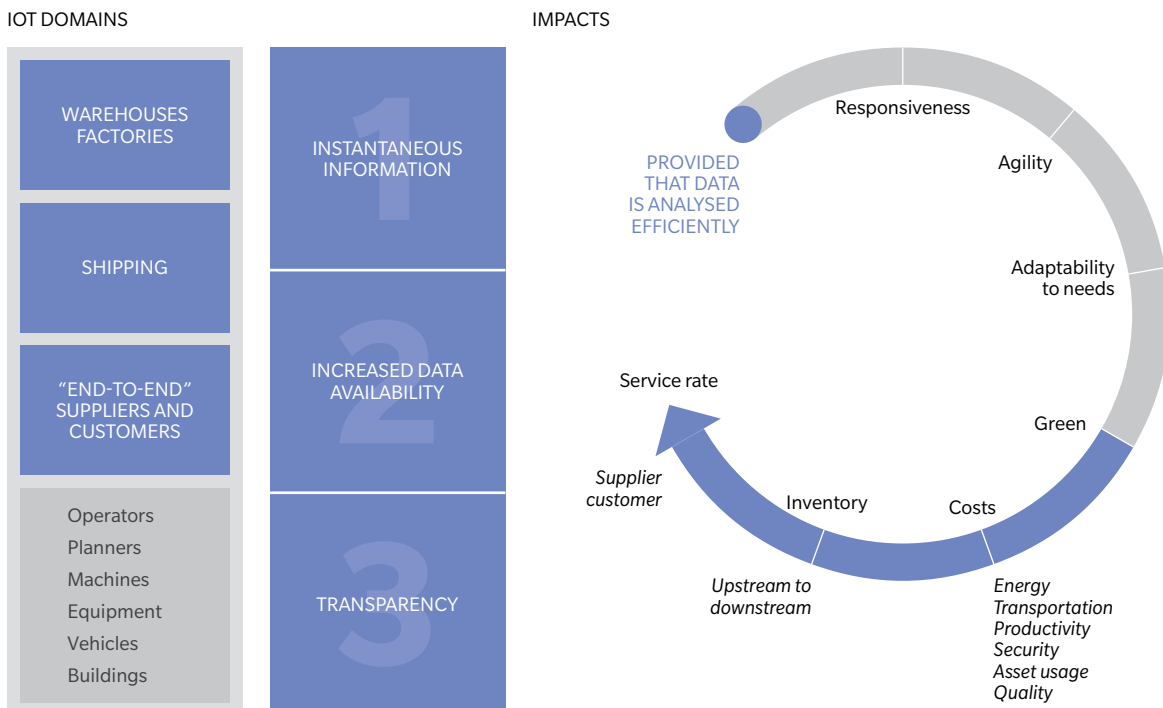 IOT DOMAINS
WAREHOUSES
FACTORIES
SHIPPING
“END-TO-END”
SUPPLIERS AND
CUSTOMERS
Operators
Planners
Machines
Equipment
Vehicles
Buildings
1
INSTANTANEOUS
INFORMATION
2
INCREASED DATA
AVAILABILITY
3
TRANSPARENCY
IMPACTS
PROVIDED
THAT DATA
IS ANALYSED
EFFICIENTLY
Responsiveness
Agility
Adaptability
to needs
Green
Costs
Energy
Transportation
Productivity
Security
Asset usage
Quality
Inventory
Upstream to
downstream
Service rate
Supplier
customer